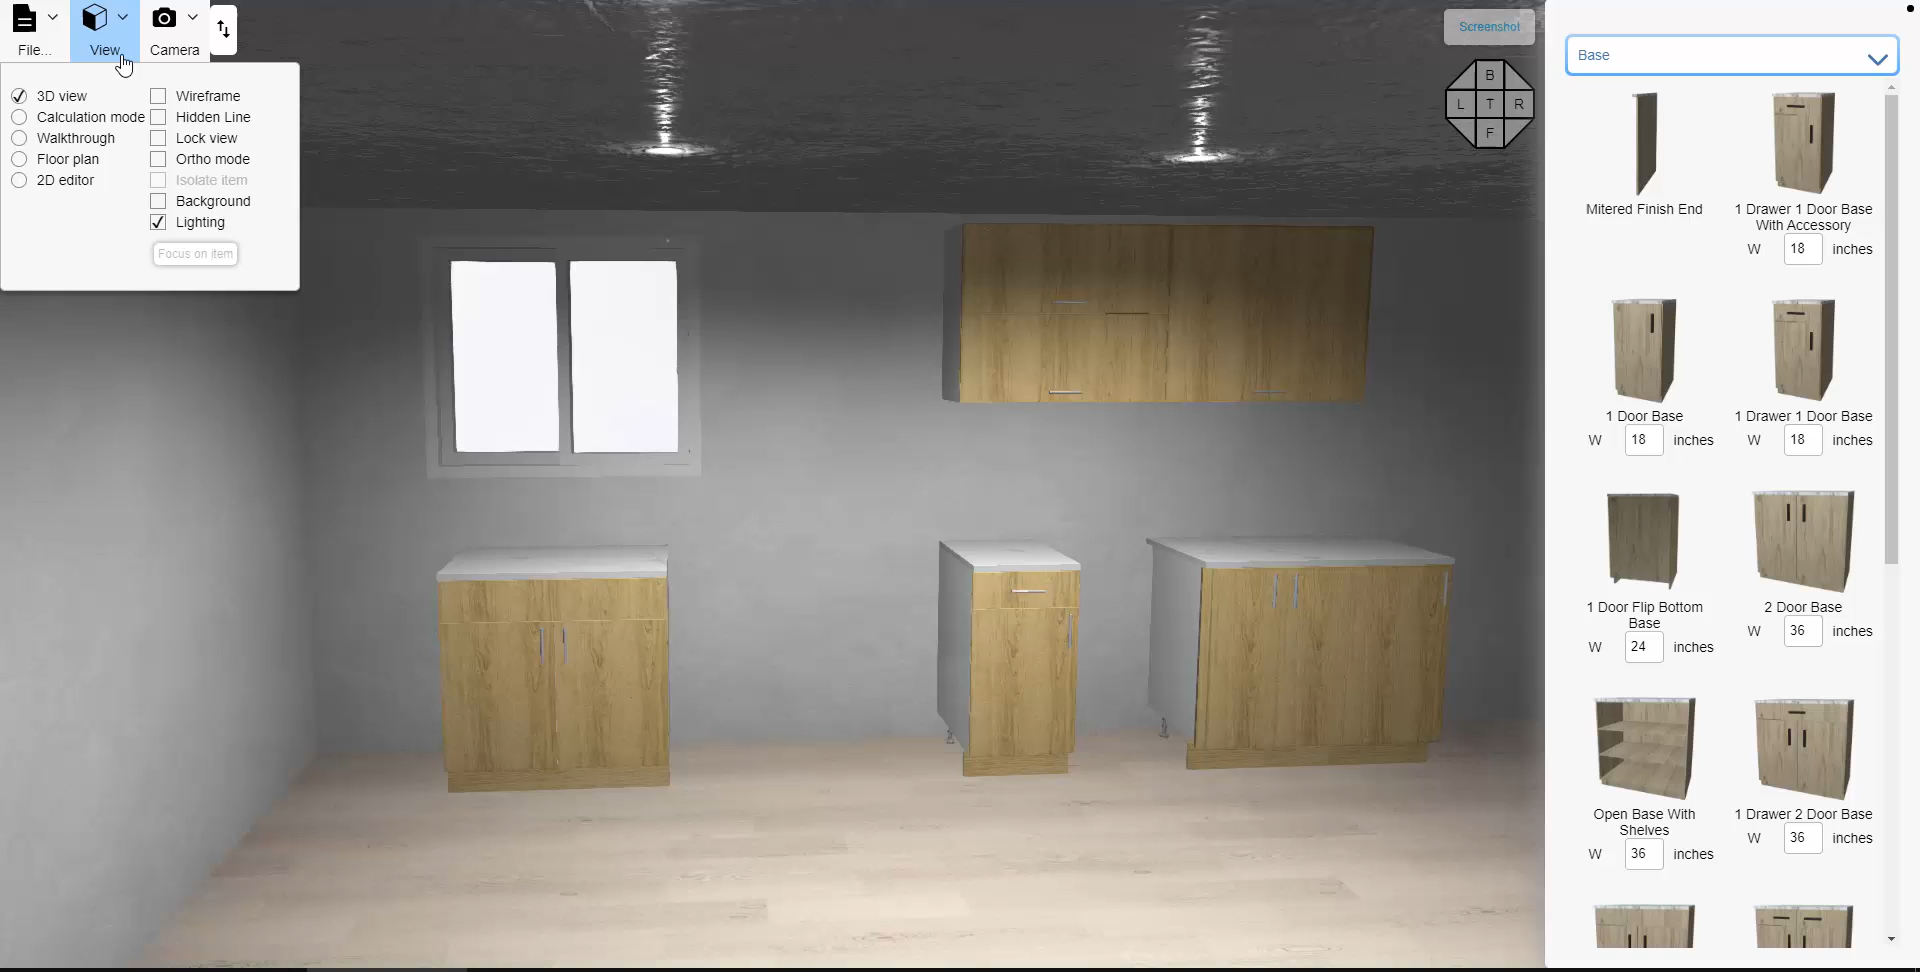 File...
View
Camera
3D view
Calculation mode
Walkthrough
Floor plan
2D editor
Wireframe
Hidden Line
Lock view
Ortho mode
Isolate item
Background
Lighting
Focus on item
Screenshot
B
L T R
F
Base
Mitered Finish End
1 Drawer 1 Door Base
With Accessory
W 18 inches
1 Door Base
W 18 inches
1 Drawer 1 Door Base
W 18 inches
1 Door Flip Bottom
Base
W 24 inches
2 Door Base
W 36 inches
Open Base With
Shelves
W 36 inches
1 Drawer 2 Door Base
W 36 inches